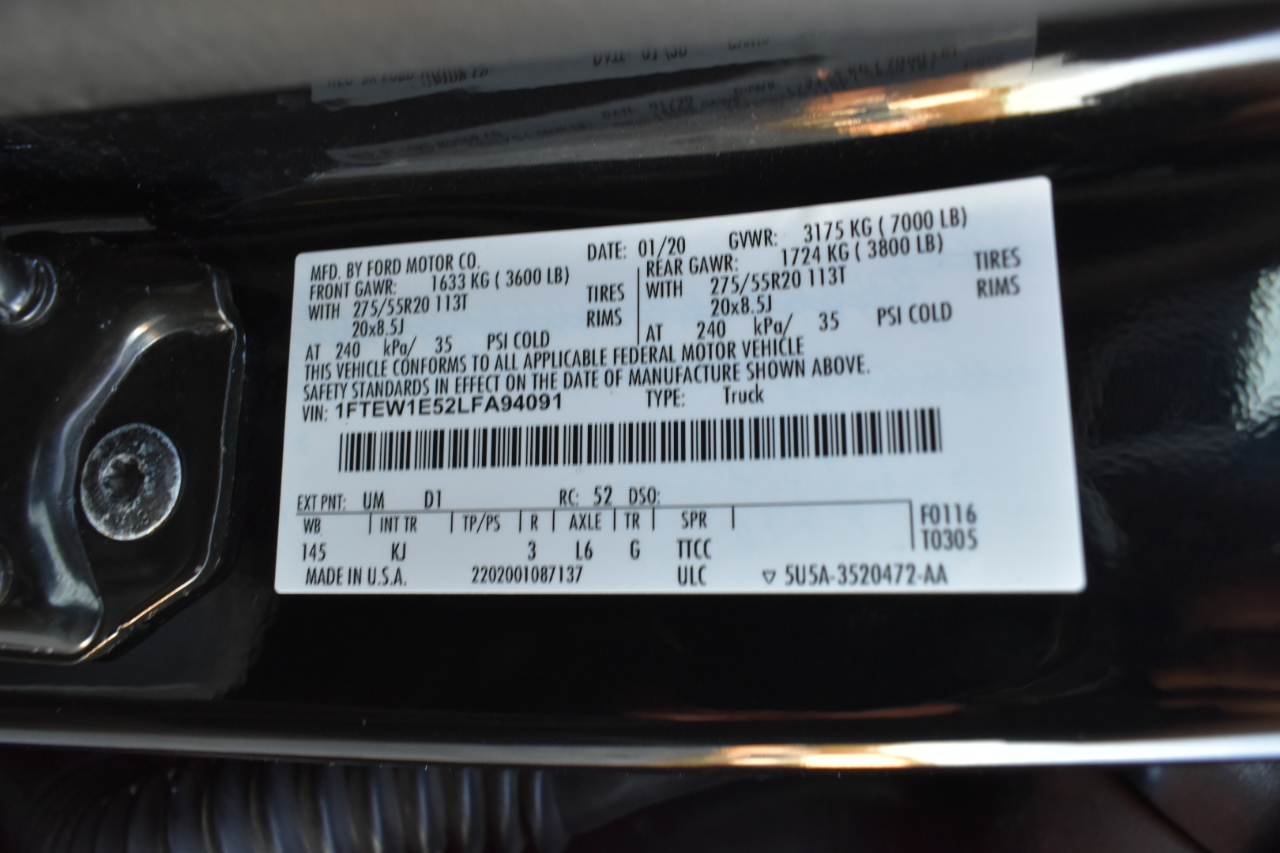 MFD. BY FORD MOTOR CO. DATE: 01/20 GVWR: 3175 KG ( 7000 LB)
FRONT GAWR: 1633 KG ( 3600 LB) REAR GAWR: 1724 KG ( 3800 LB)
WITH 275/55R20 113T TIRES WITH 275/55R20 113T TIRES
20x8.5J RIMS 20x8.5J RIMS
AT 240 kPa/ 35 PSI COLD AT 240 kPa/ 35 PSI COLD
THIS VEHICLE CONFORMS TO ALL APPLICABLE FEDERAL MOTOR VEHICLE
SAFETY STANDARDS IN EFFECT ON THE DATE OF MANUFACTURE SHOWN ABOVE.
VIN: 1FTEW1E52LFA94091 TYPE: Truck
EXT PNT: UM D1 RC: 52 DSO:
WB INT TR TP/PS R AXLE TR SPR F0116
145 KJ 3 L6 G TTCC T0305
MADE IN U.S.A. 2202001087137 ULC ▽ 5U5A-3520472-AA